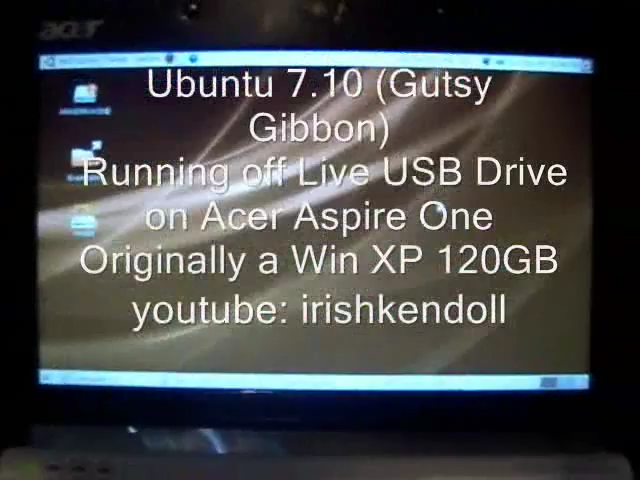 acer
Ubuntu 7.10 (Gutsy
Gibbon)
Running off Live USB Drive
on Acer Aspire One
Originally a Win XP 120GB
youtube: irishkendoll